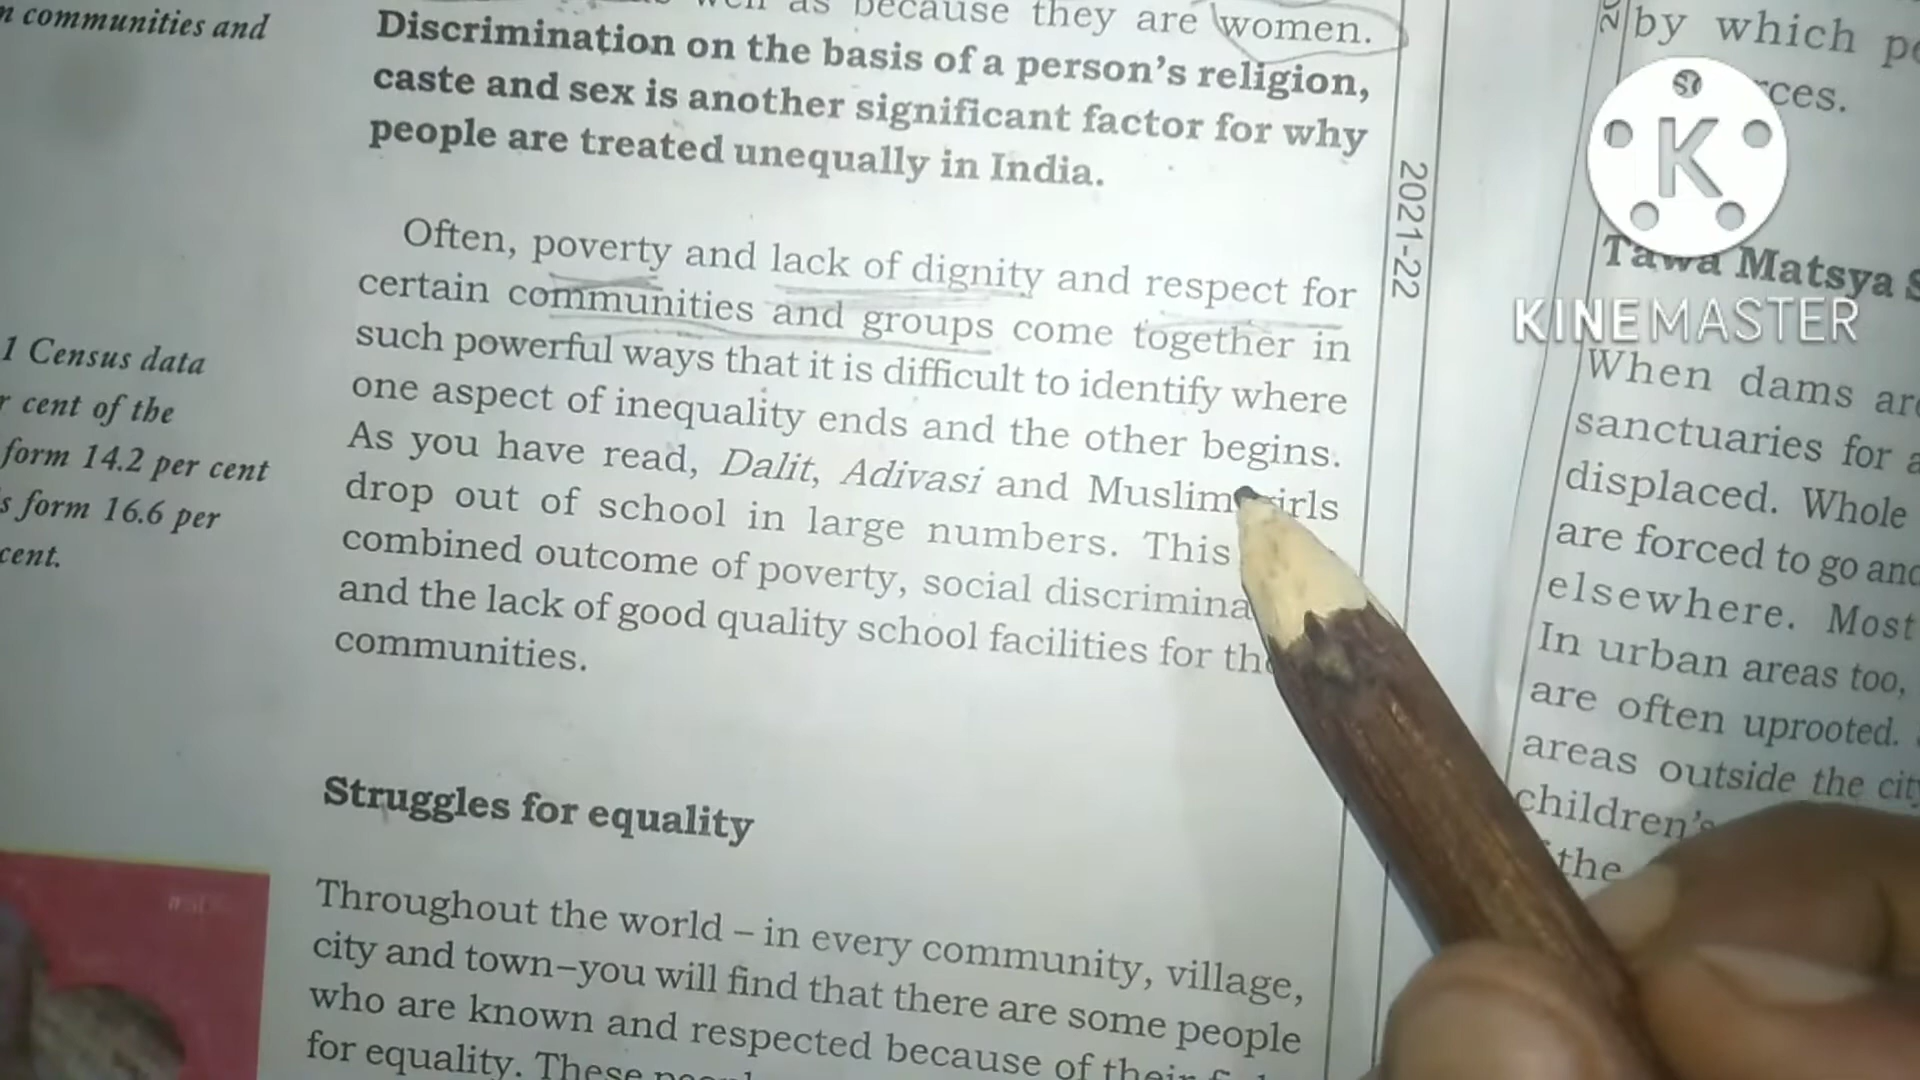 n communities and
1 Census data
r cent of the
form 14.2 per cent
s form 16.6 per
cent.
well as because they are women.
Discrimination on the basis of a person's religion,
caste and sex is another significant factor for why
people are treated unequally in India.
Often, poverty and lack of dignity and respect for
certain communities and groups come together in
such powerful ways that it is difficult to identify where
one aspect of inequality ends and the other begins.
As you have read, Dalit, Adivasi and Muslim girls
drop out of school in large numbers. This
combined outcome of poverty, social discrimina
and the lack of good quality school facilities for th
communities.
Struggles for equality
Throughout the world – in every community, village,
city and town–you will find that there are some people
who are known and respected because of their
for equality. These
2021-22
by which
ces.
K
KINEMASTER
Tawa Matsya S
When dams are
sanctuaries for a
displaced. Whole
are forced to go and
elsewhere. Most
In urban areas too,
are often uprooted.
areas outside the city
children's
the